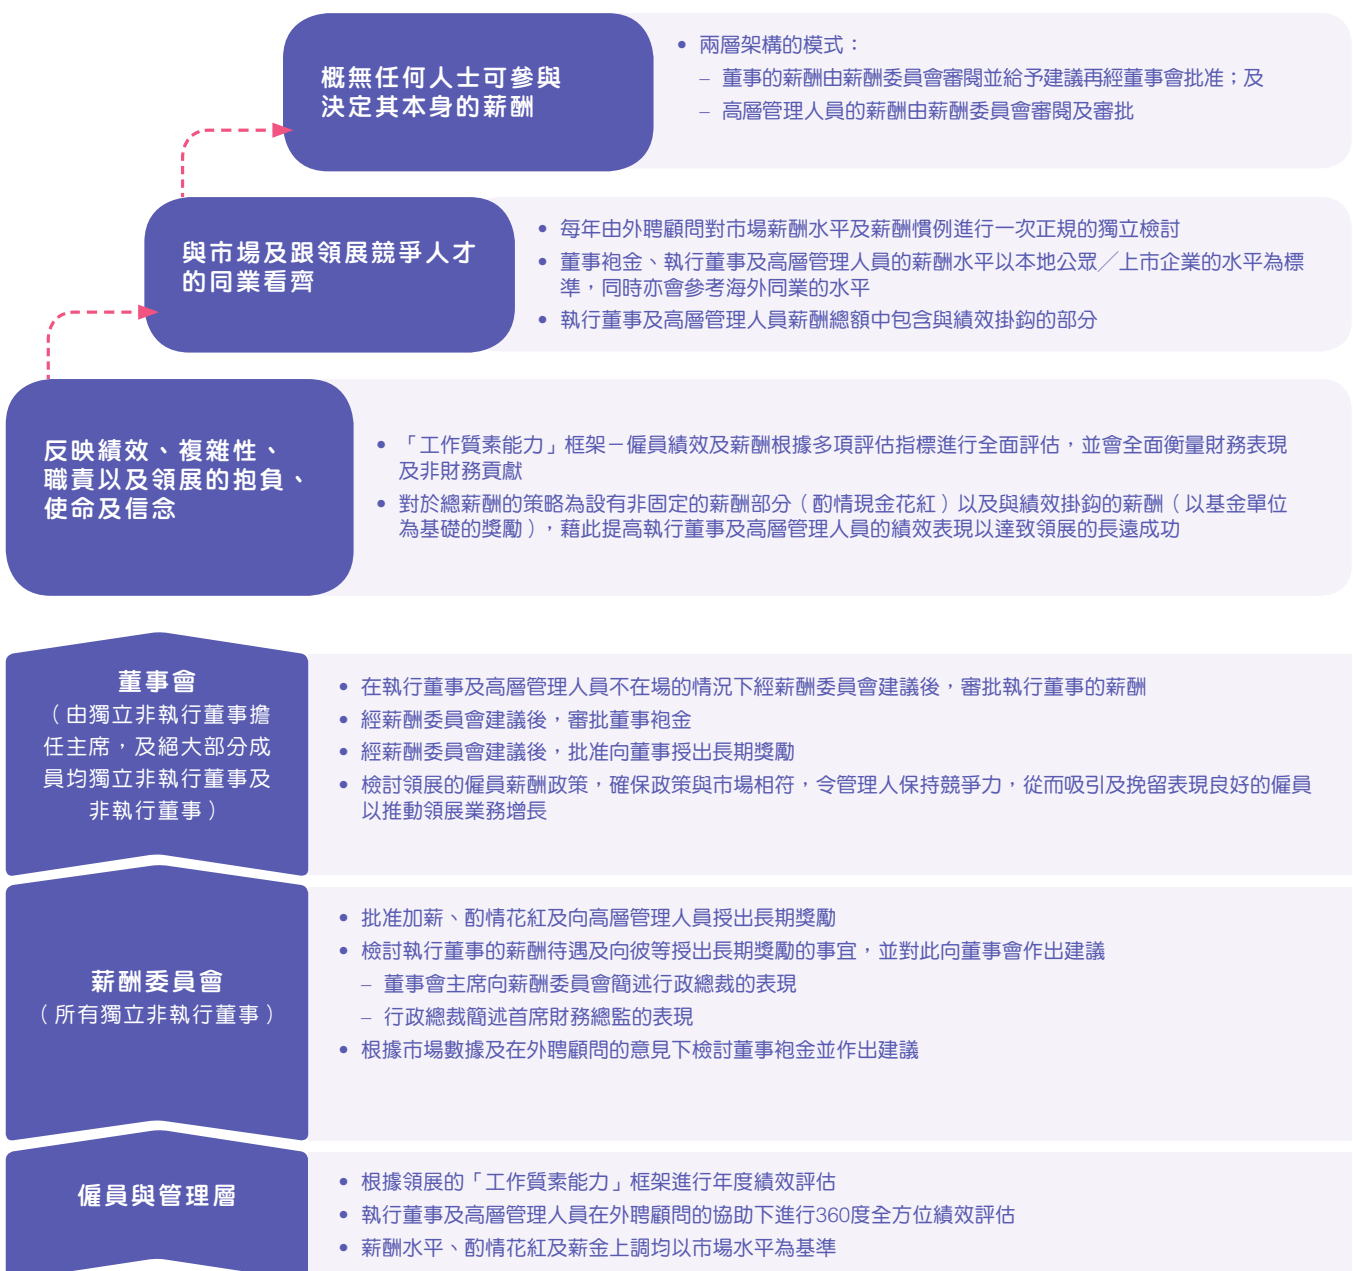 概無任何人士可參與
決定其本身的薪酬
• 兩層架構的模式：
– 董事的薪酬由薪酬委員會審閱並給予建議再經董事會批准；及
– 高層管理人員的薪酬由薪酬委員會審閱及審批
與市場及跟領展競爭人才
的同業看齊
• 每年由外聘顧問對市場薪酬水平及薪酬慣例進行一次正規的獨立檢討
• 董事袍金、執行董事及高層管理人員的薪酬水平以本地公眾／上市企業的水平為標
準，同時亦會參考海外同業的水平
• 執行董事及高層管理人員薪酬總額中包含與績效掛鈎的部分
反映績效、複雜性、
職責以及領展的抱負、
使命及信念
• 「工作質素能力」框架－僱員績效及薪酬根據多項評估指標進行全面評估，並會全面衡量財務表現
及非財務貢獻
• 對於總薪酬的策略為設有非固定的薪酬部分（酌情現金花紅）以及與績效掛鈎的薪酬（以基金單位
為基礎的獎勵），藉此提高執行董事及高層管理人員的績效表現以達致領展的長遠成功
董事會
（由獨立非執行董事擔
任主席，及絕大部分成
員均獨立非執行董事及
非執行董事）
• 在執行董事及高層管理人員不在場的情況下經薪酬委員會建議後，審批執行董事的薪酬
• 經薪酬委員會建議後，審批董事袍金
• 經薪酬委員會建議後，批准向董事授出長期獎勵
• 檢討領展的僱員薪酬政策，確保政策與市場相符，令管理人保持競爭力，從而吸引及挽留表現良好的僱員
以推動領展業務增長
薪酬委員會
（所有獨立非執行董事）
• 批准加薪、酌情花紅及向高層管理人員授出長期獎勵
• 檢討執行董事的薪酬待遇及向彼等授出長期獎勵的事宜，並對此向董事會作出建議
– 董事會主席向薪酬委員會簡述行政總裁的表現
– 行政總裁簡述首席財務總監的表現
• 根據市場數據及在外聘顧問的意見下檢討董事袍金並作出建議
僱員與管理層
• 根據領展的「工作質素能力」框架進行年度績效評估
• 執行董事及高層管理人員在外聘顧問的協助下進行360度全方位績效評估
• 薪酬水平、酌情花紅及薪金上調均以市場水平為基準